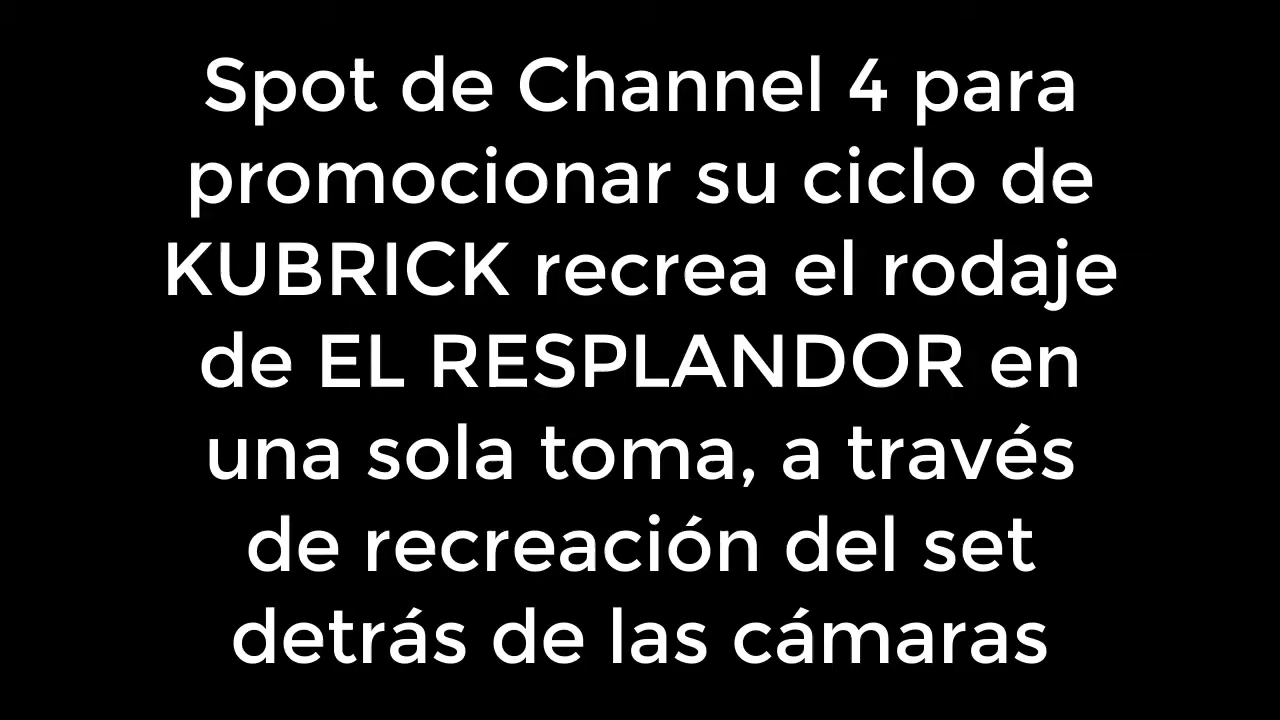 Spot de Channel 4 para
promocionar su ciclo de
KUBRICK recrea el rodaje
de EL RESPLANDOR en
una sola toma, a través
de recreación del set
detrás de las cámaras